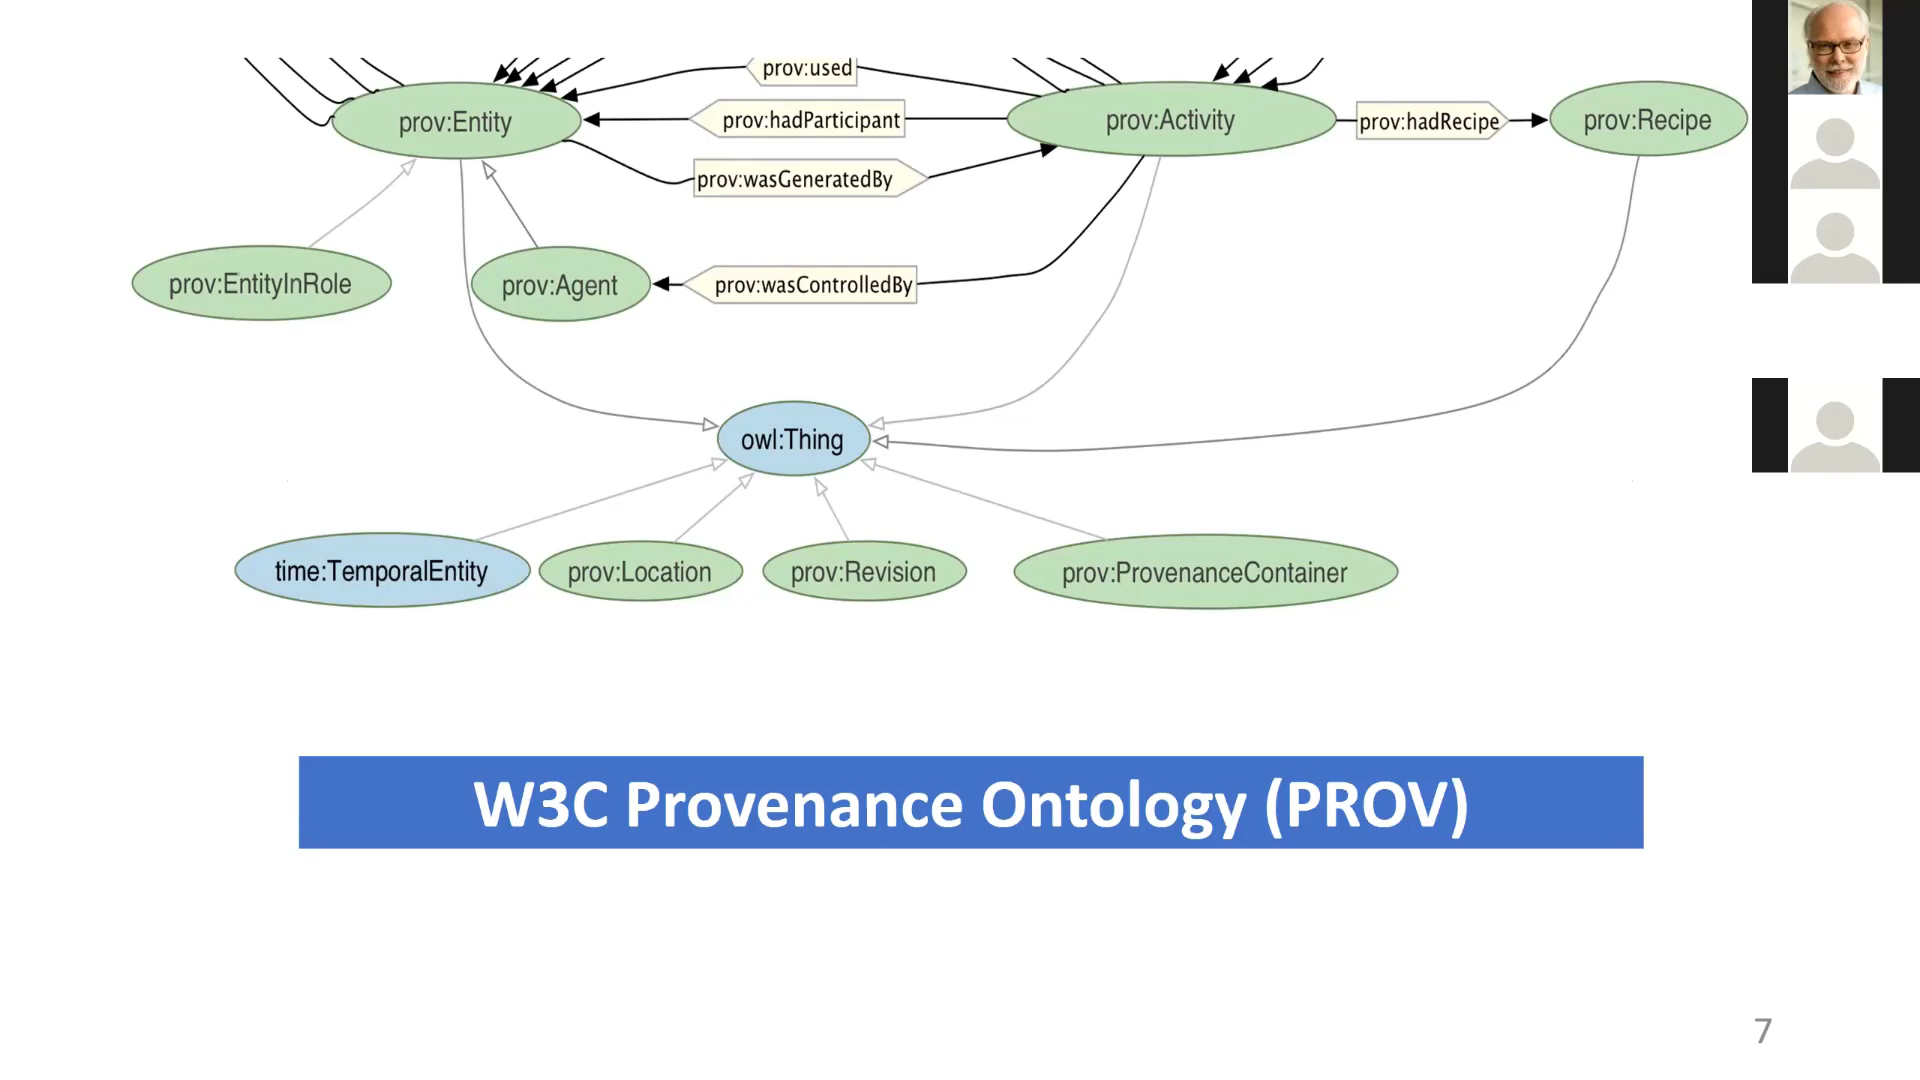 prov:used
prov:Entity
prov:hadParticipant
prov:Activity
prov:hadRecipe
prov:Recipe
prov:wasGeneratedBy
prov:EntityInRole
prov:Agent
prov:wasControlledBy
owl:Thing
time:TemporalEntity
prov:Location
prov:Revision
prov:ProvenanceContainer
W3C Provenance Ontology (PROV)
7